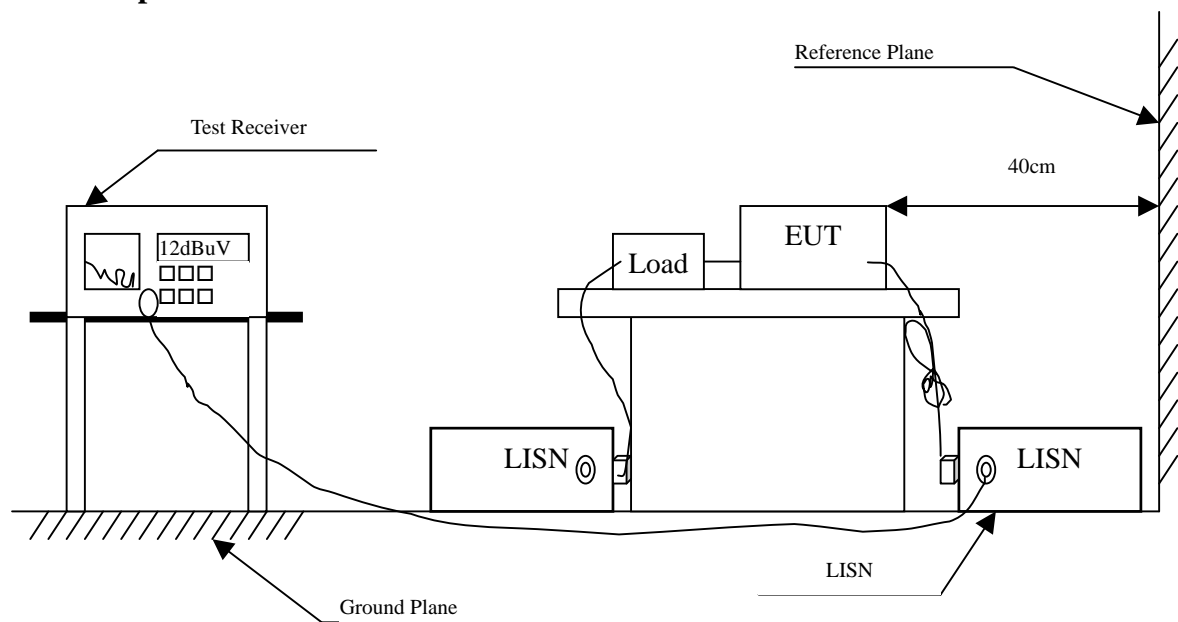 Reference Plane
Test Receiver
40cm
12dBuV
EUT
Load
LISN
LISN
LISN
Ground Plane